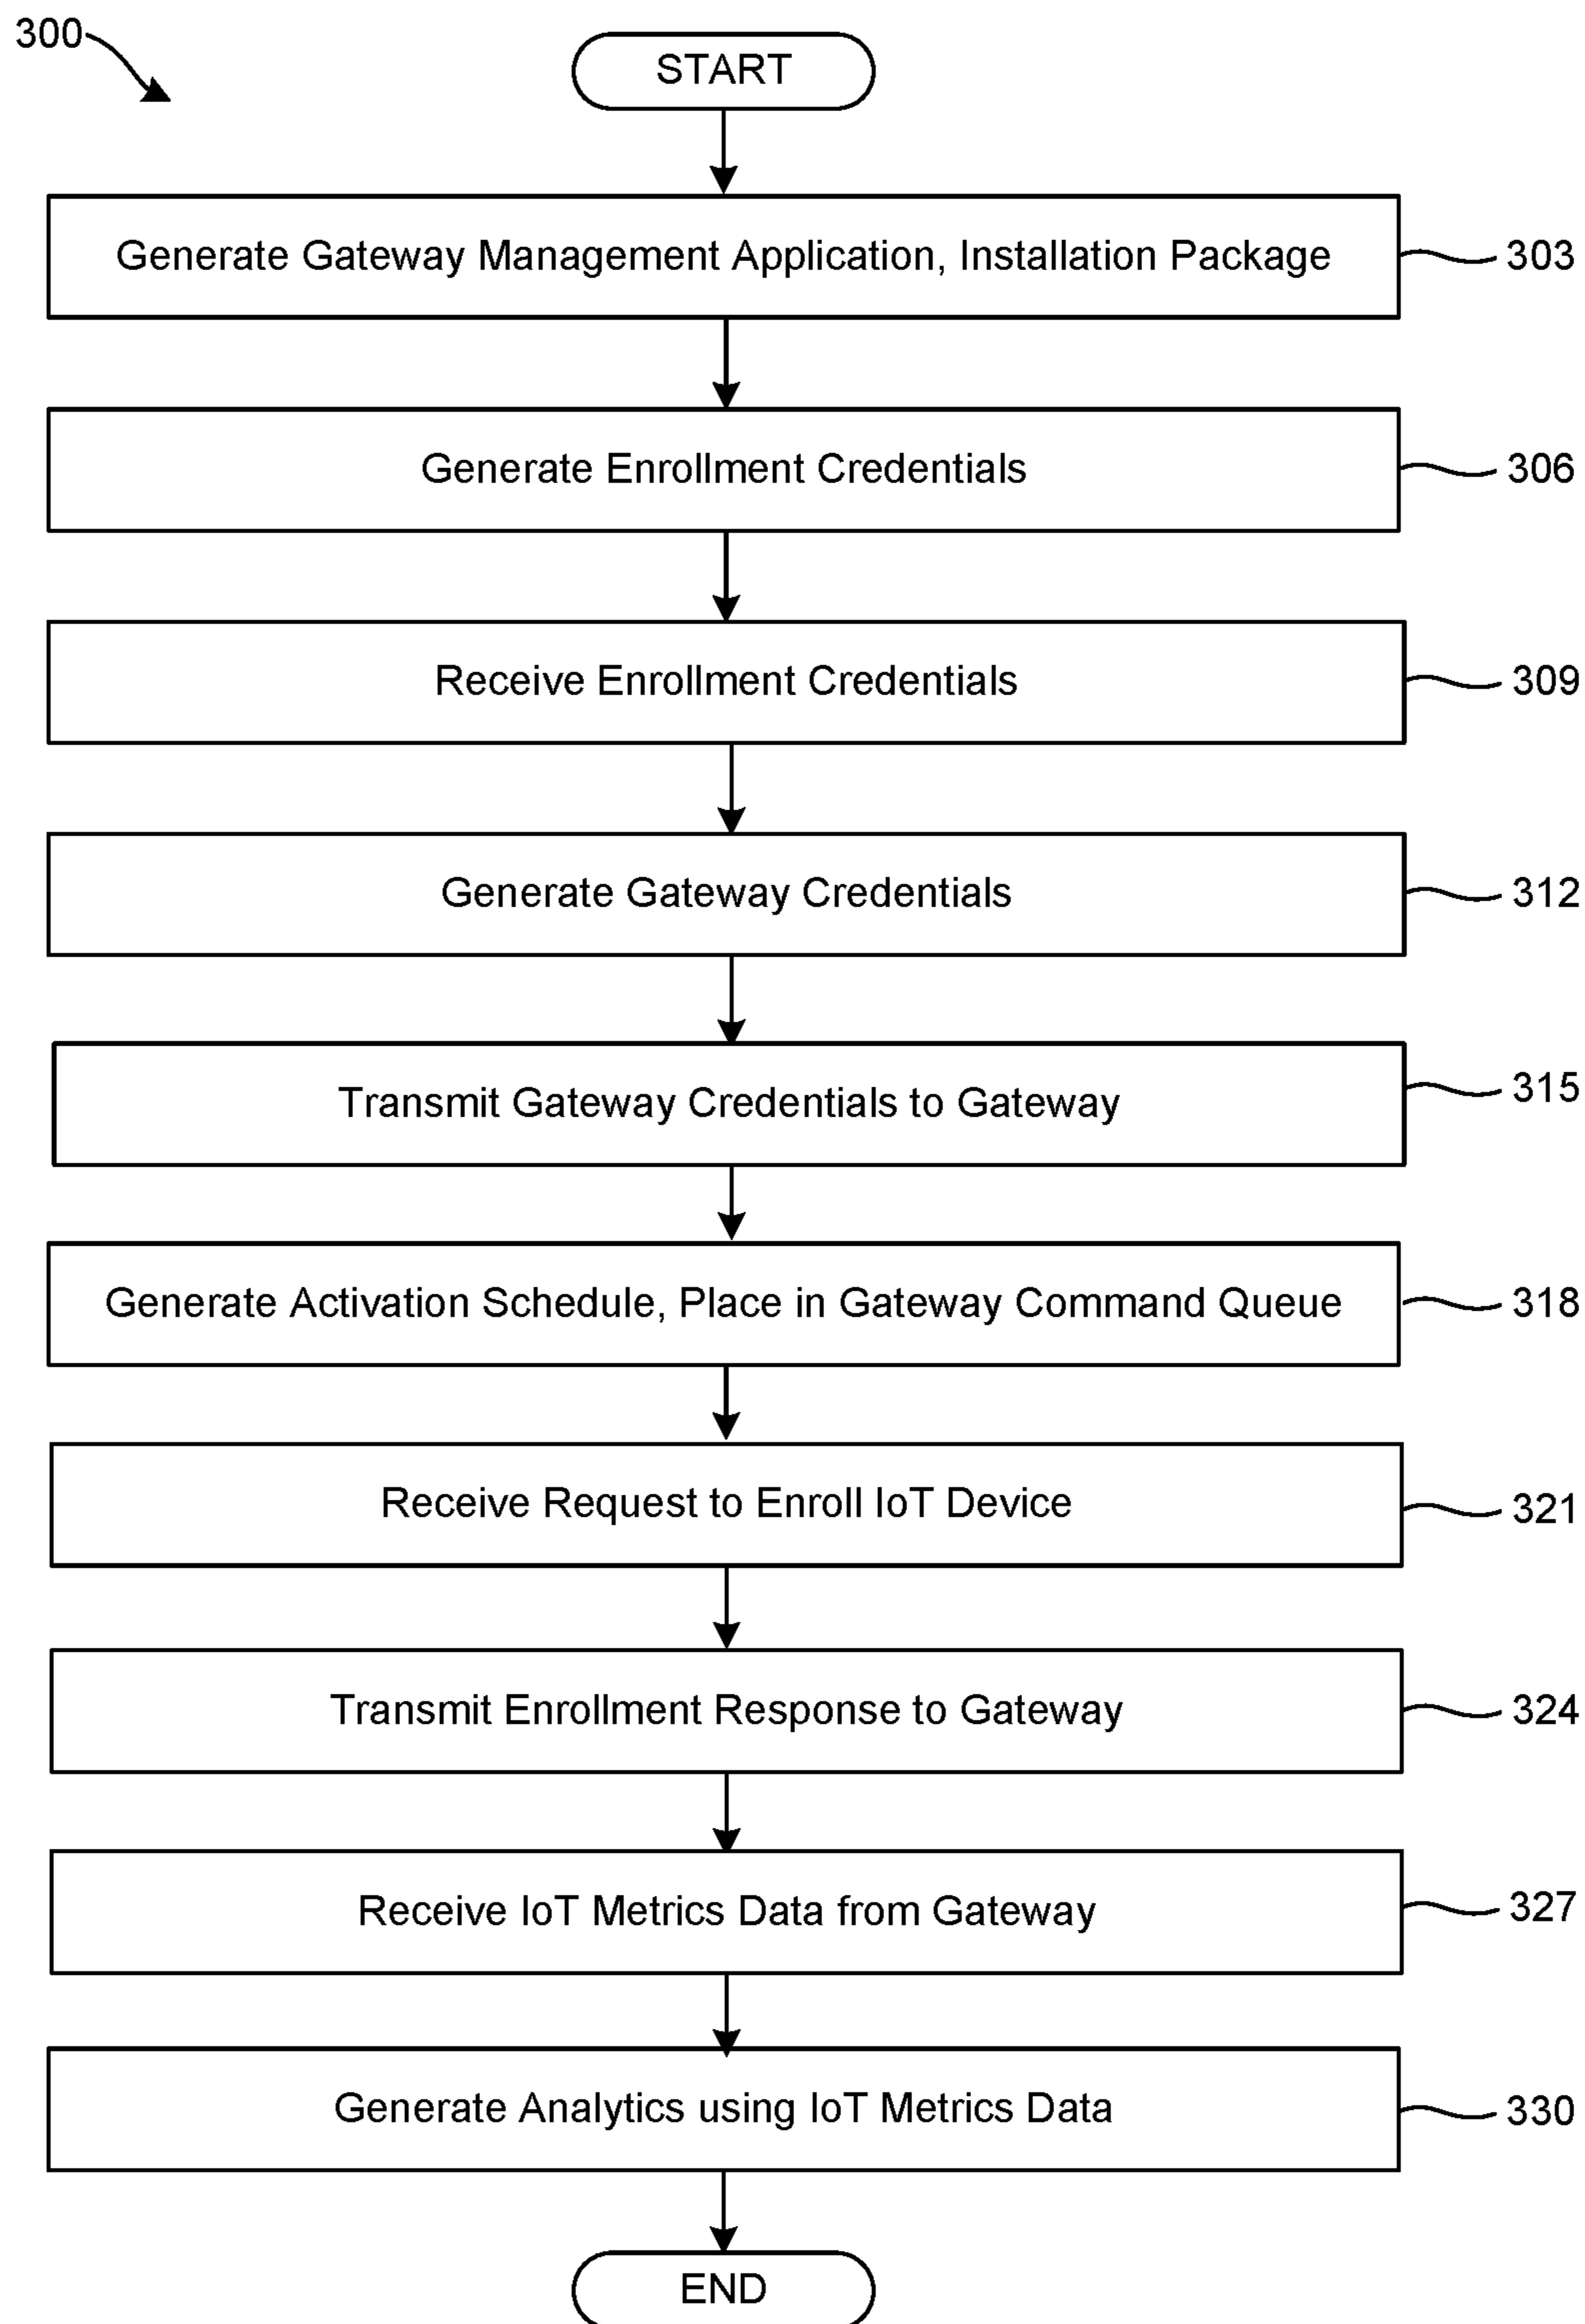 300
START
Generate Gateway Management Application, Installation Package
303
Generate Enrollment Credentials
306
Receive Enrollment Credentials
309
Generate Gateway Credentials
312
Transmit Gateway Credentials to Gateway
315
Generate Activation Schedule, Place in Gateway Command Queue
318
Receive Request to Enroll IoT Device
321
Transmit Enrollment Response to Gateway
324
Receive IoT Metrics Data from Gateway
327
Generate Analytics using IoT Metrics Data
330
END